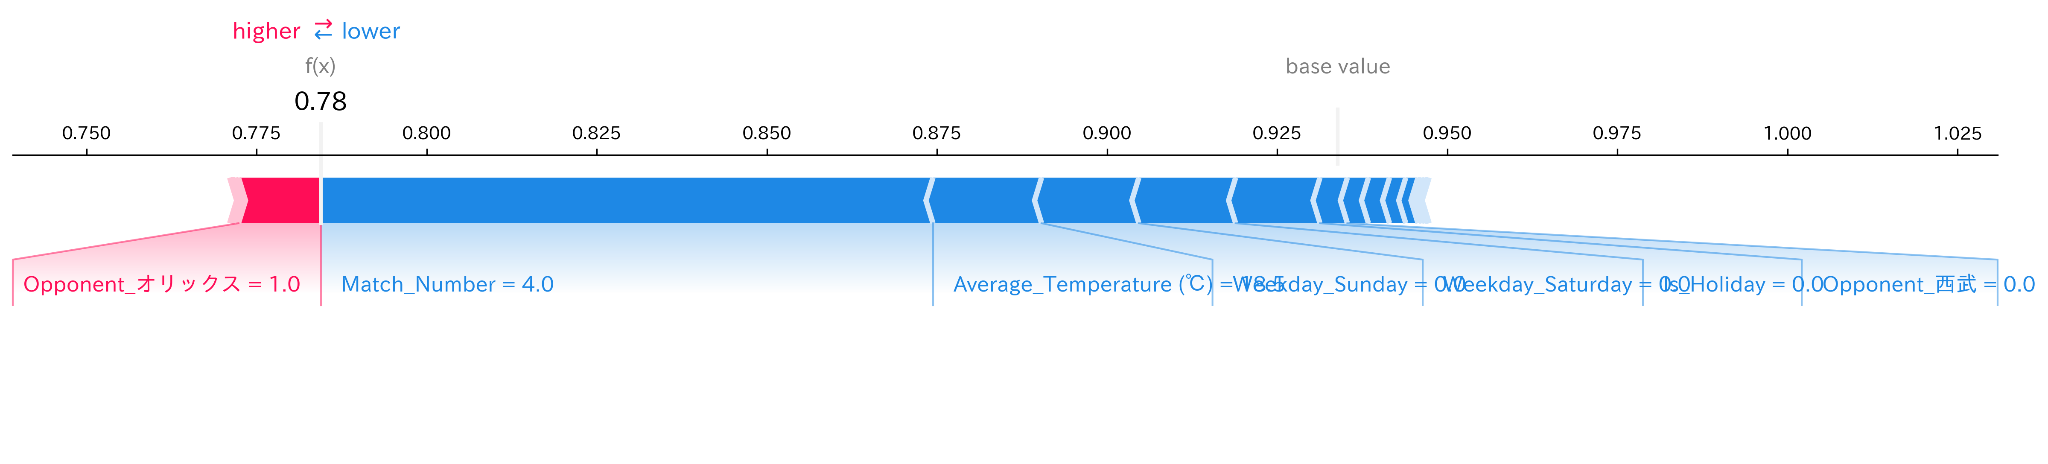 higher ⇄ lower
f(x)
base value
0.78
0.750 0.775 0.800 0.825 0.850 0.875 0.900 0.925 0.950 0.975 1.000 1.025
Opponent_オリックス = 1.0 Match_Number = 4.0 Average_Temperature (℃) = 18.5 Weekday_Sunday = 0.0 Weekday_Saturday = 0.0 Is_Holiday = 0.0 Opponent_西武 = 0.0